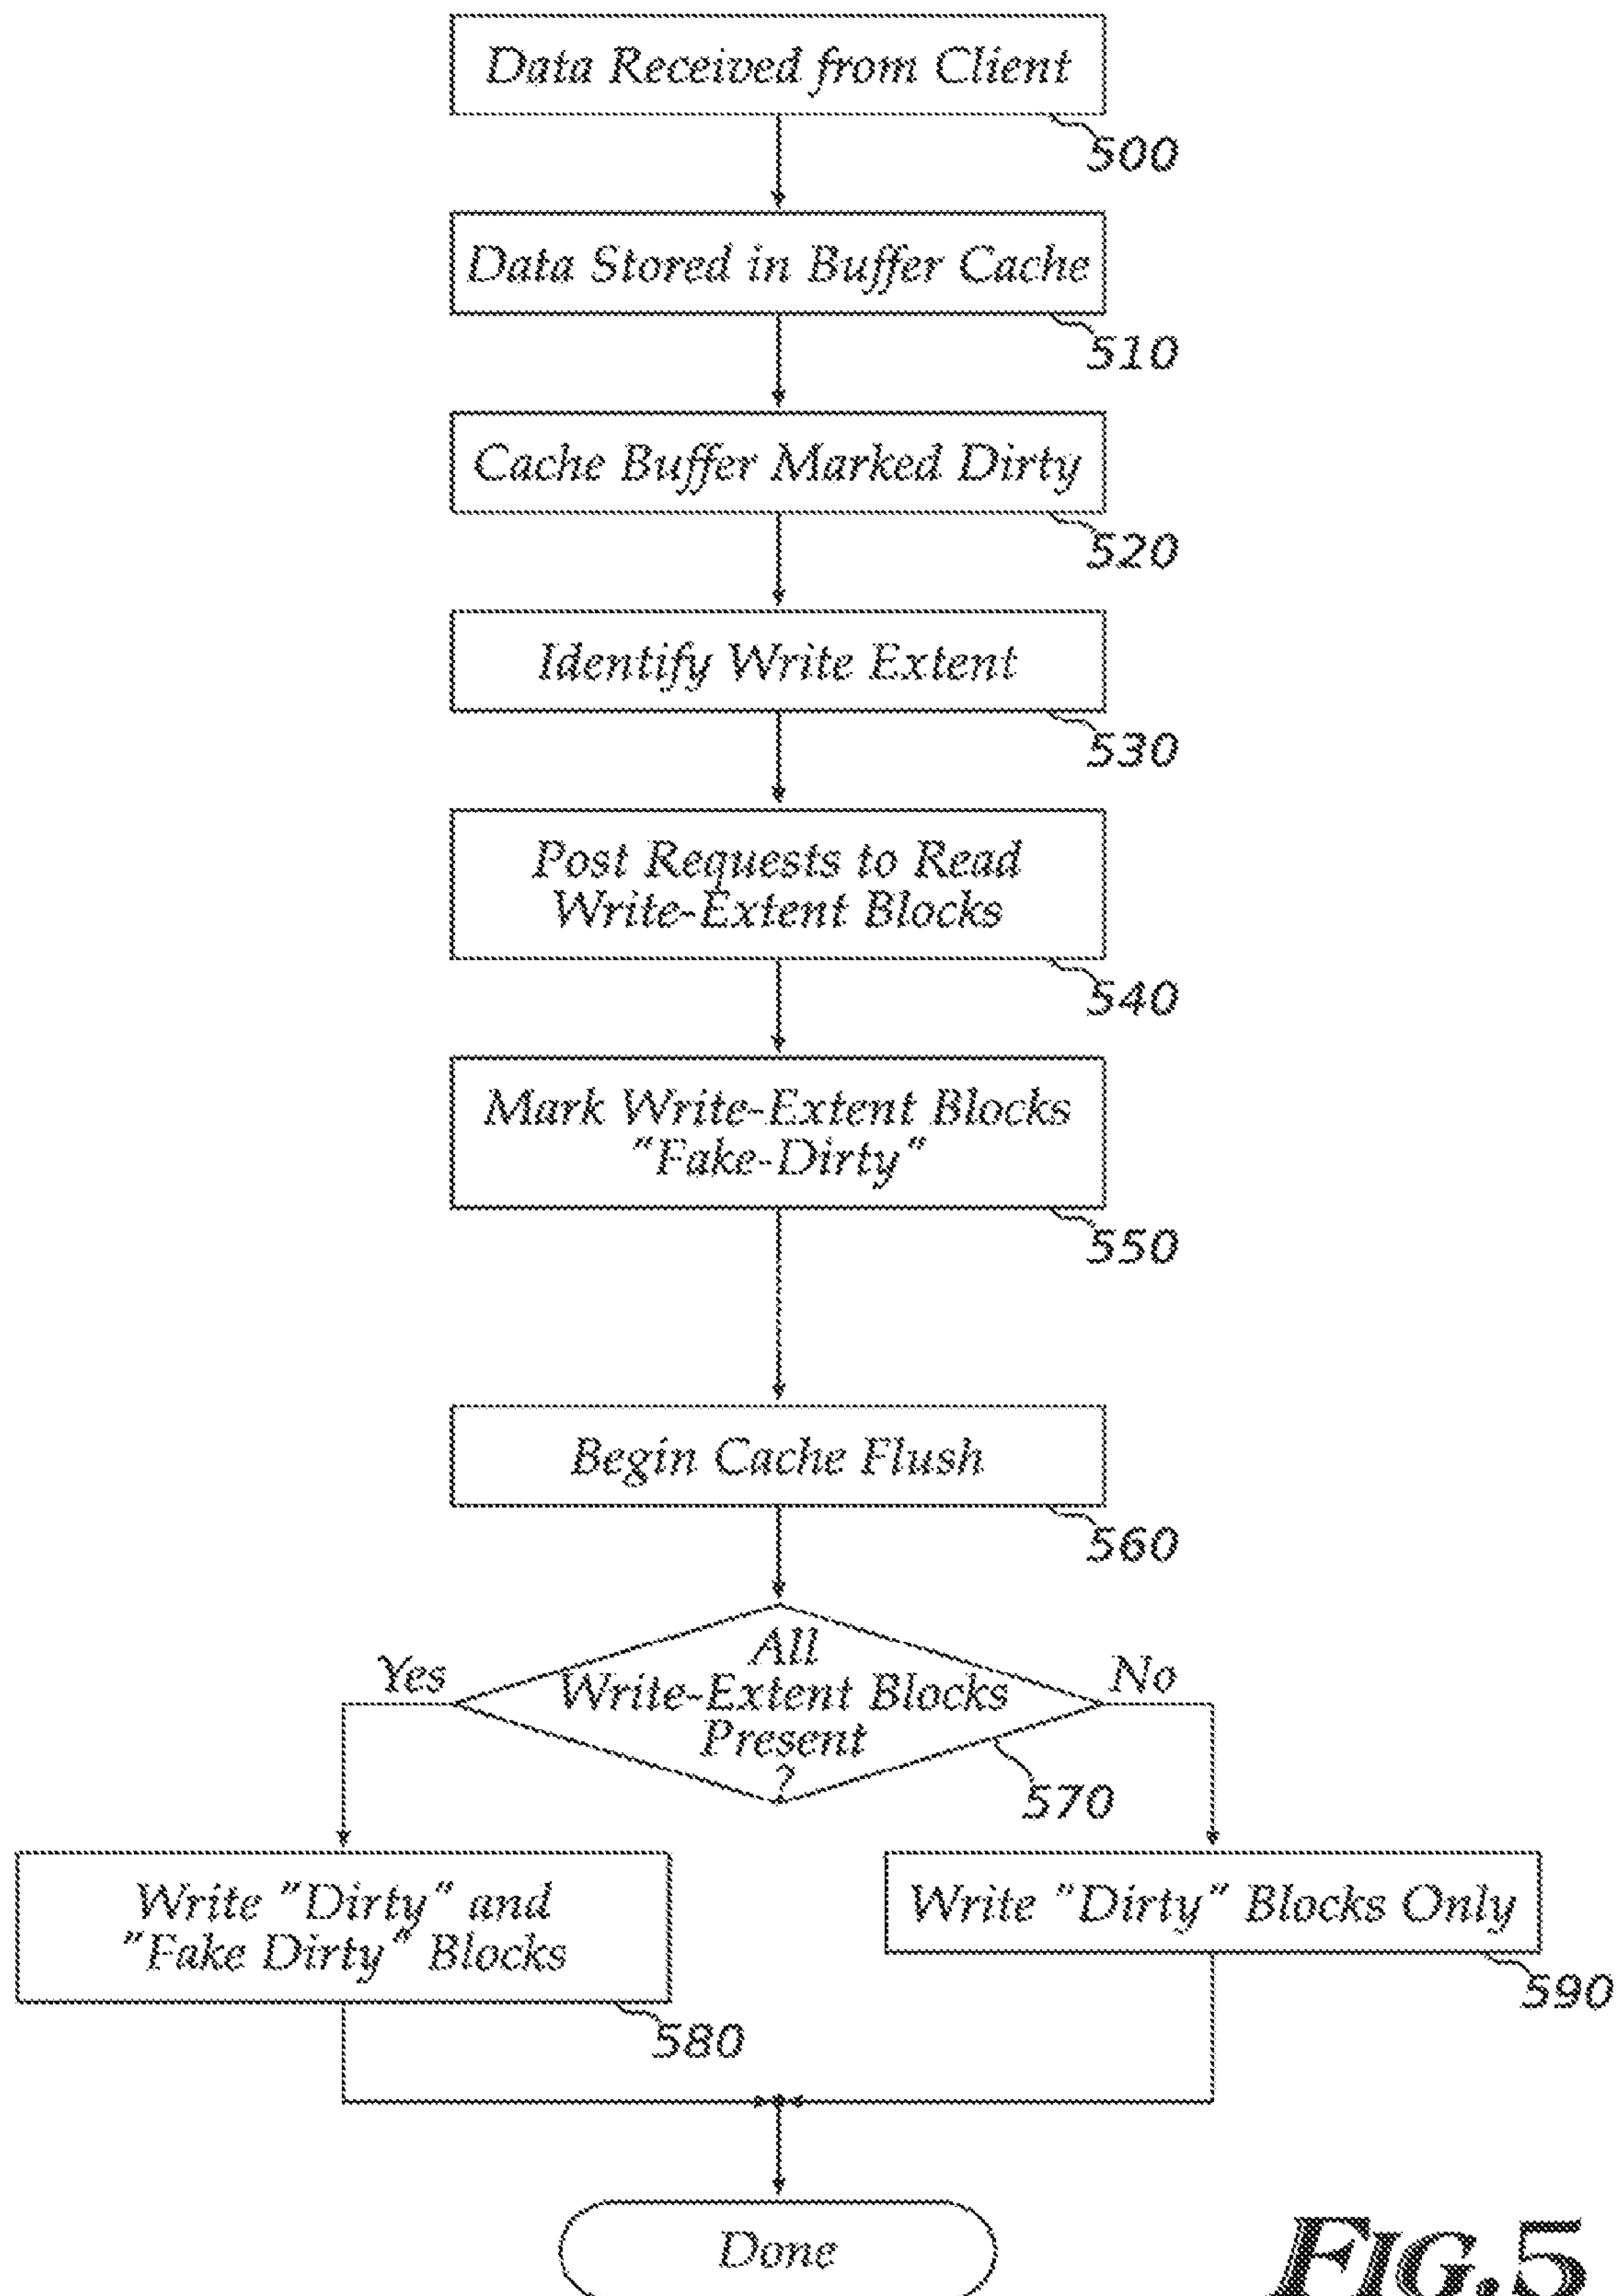 Data Received from Client
500
Data Stored in Buffer Cache
510
Cache Buffer Marked Dirty
520
Identify Write Extent
530
Post Requests to Read
Write-Extent Blocks
540
Mark Write-Extent Blocks
"Fake-Dirty"
550
Begin Cache Flush
560
Yes
All
Write-Extent Blocks
Present
?
No
570
Write "Dirty" and
"Fake Dirty" Blocks
580
Write "Dirty" Blocks Only
590
Done
FIG.5